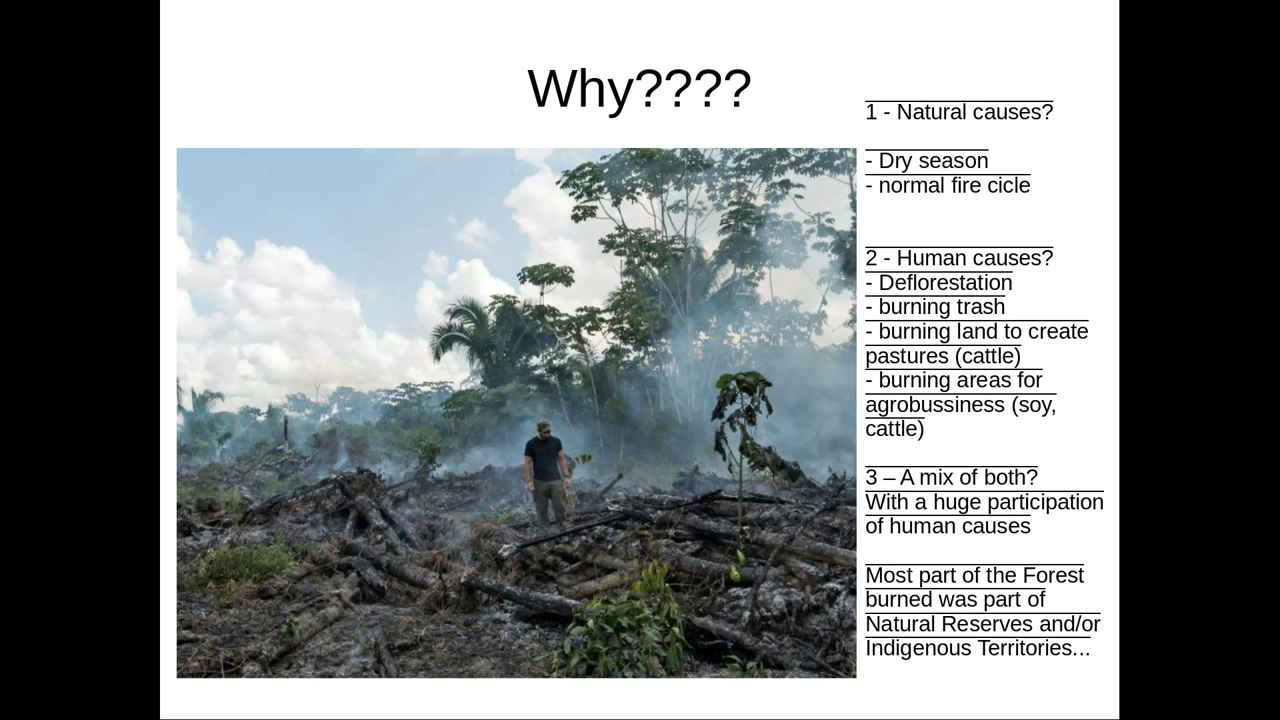 Why????
1 - Natural causes?
- Dry season
- normal fire cicle
2 - Human causes?
- Deflorestation
- burning trash
- burning land to create
pastures (cattle)
- burning areas for
agrobussiness (soy,
cattle)
3 – A mix of both?
With a huge participation
of human causes
Most part of the Forest
burned was part of
Natural Reserves and/or
Indigenous Territories...